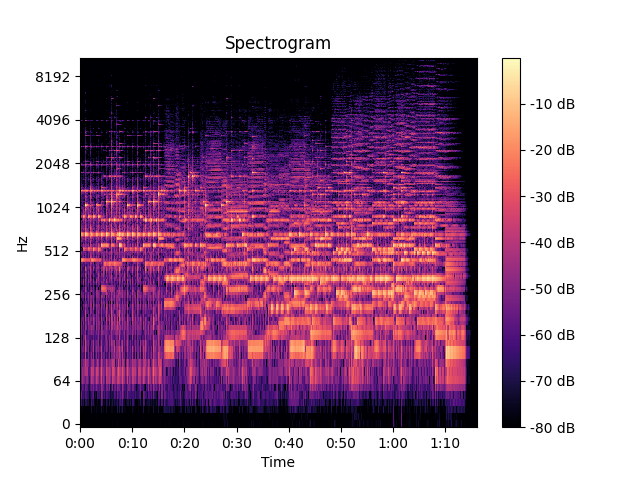 Spectrogram
8192
4096
2048
1024
512
256
128
64
0
Hz
0:00 0:10 0:20 0:30 0:40 0:50 1:00 1:10
Time
-10 dB
-20 dB
-30 dB
-40 dB
-50 dB
-60 dB
-70 dB
-80 dB